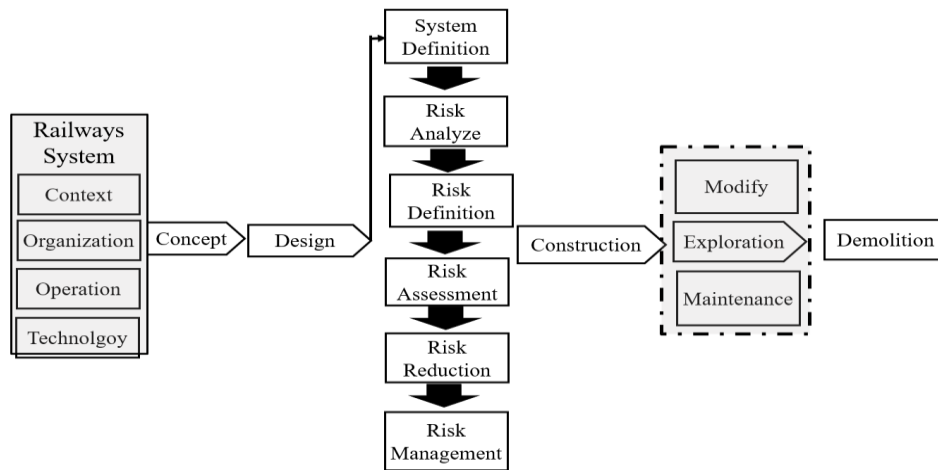 Railways
System
Context
Organization
Operation
Technolgoy
Concept
Design
System
Definition
Risk
Analyze
Risk
Definition
Risk
Assessment
Risk
Reduction
Risk
Management
Construction
Modify
Exploration
Maintenance
Demolition